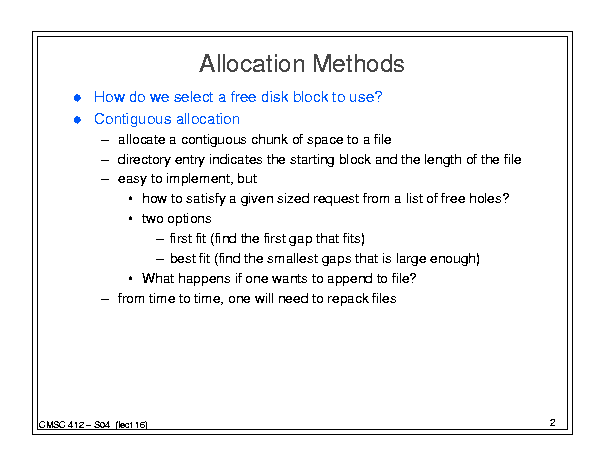 Allocation Methods
● How do we select a free disk block to use?
● Contiguous allocation
– allocate a contiguous chunk of space to a file
– directory entry indicates the starting block and the length of the file
– easy to implement, but
• how to satisfy a given sized request from a list of free holes?
• two options
– first fit (find the first gap that fits)
– best fit (find the smallest gaps that is large enough)
• What happens if one wants to append to file?
– from time to time, one will need to repack files
CMSC 412 – S04 (lect 16)
2